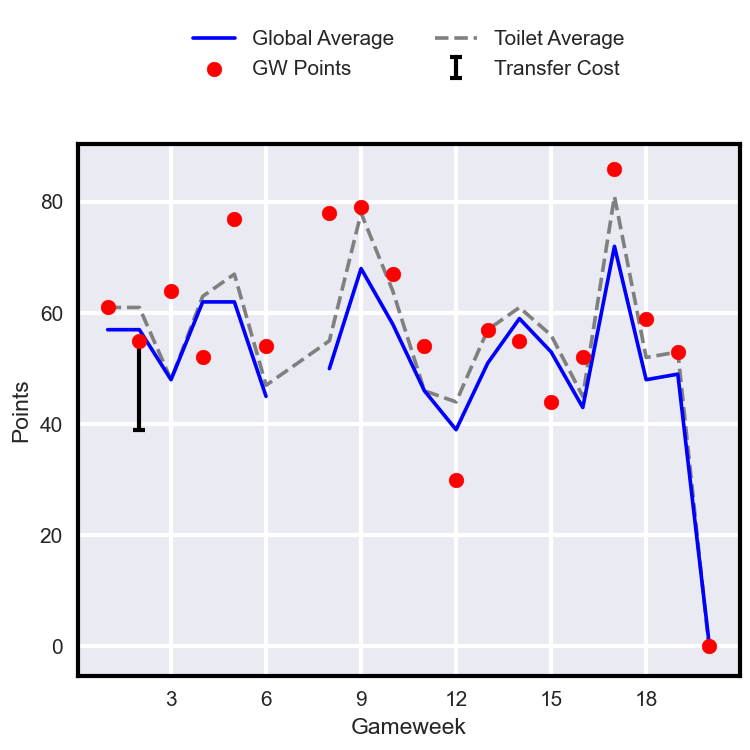 Global Average
Toilet Average
GW Points
Transfer Cost
80
60
40
20
0
Points
3
6
9
12
15
18
Gameweek